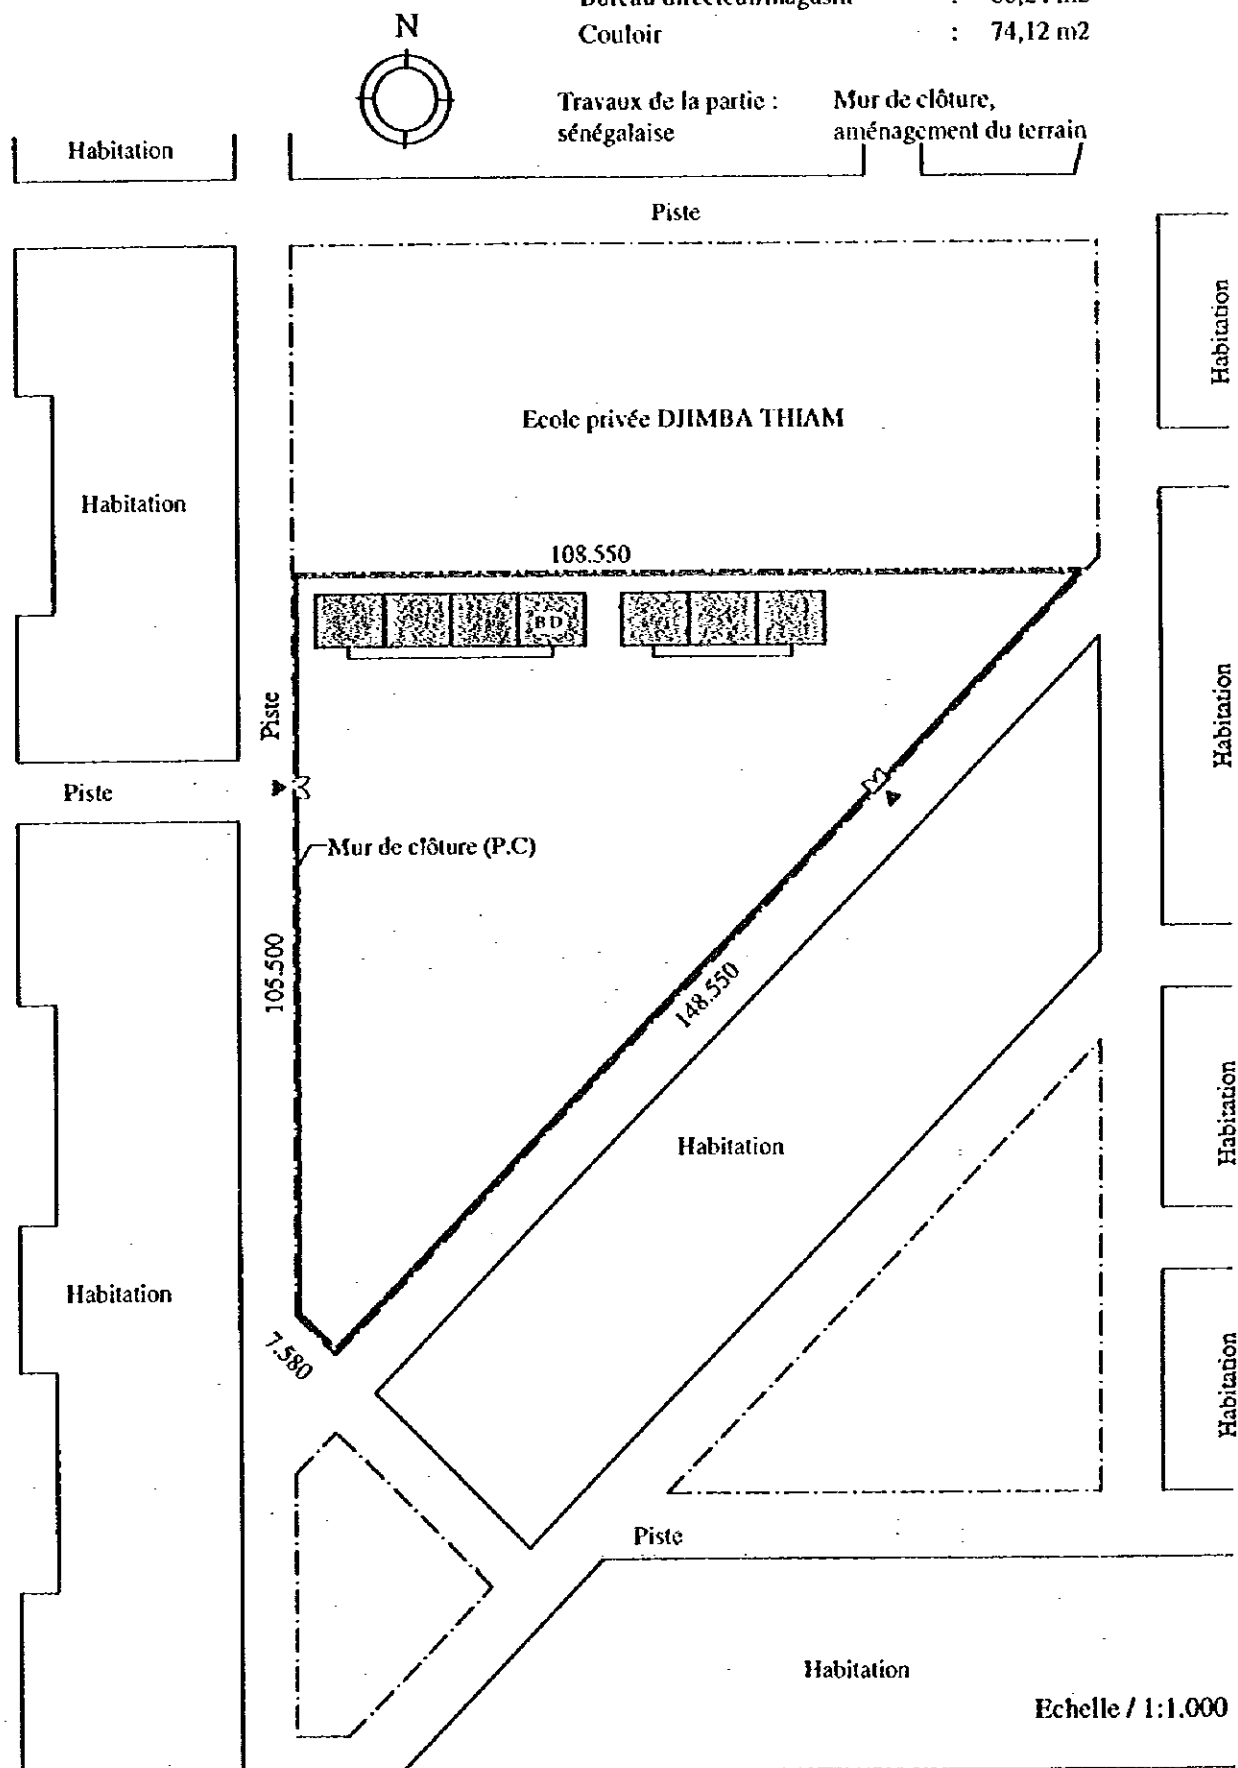 N
Couloir : 74,12 m2
Travaux de la partie : Mur de clôture,
sénégalaise aménagement du terrain
Habitation
Piste
Habitation
Ecole privée DJIMBA THIAM
Habitation
108.550
B D
Piste
Habitation
Piste
Mur de clôture (P.C)
105.500
148.550
Habitation
Habitation
Habitation
7.580
Habitation
Piste
Habitation
Echelle / 1:1.000